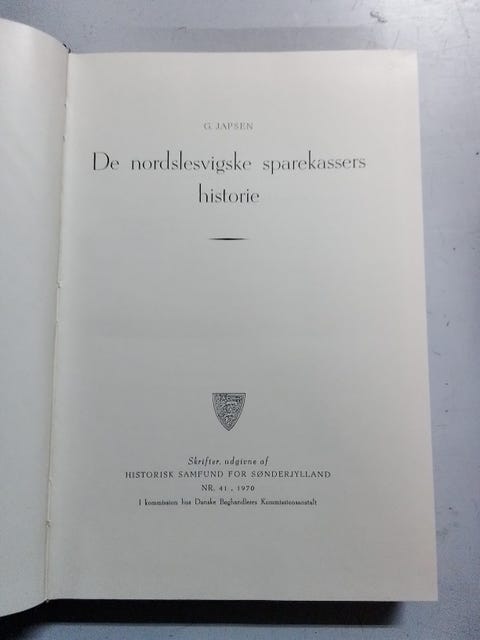 G. JAPSEN
De nordslesvigske sparekassers
historie
Skrifter, udgivne af
HISTORISK SAMFUND FOR SØNDERJYLLAND
NR. 41 . 1970
I kommission hos Danske Boghandleres Kommissionsanstalt